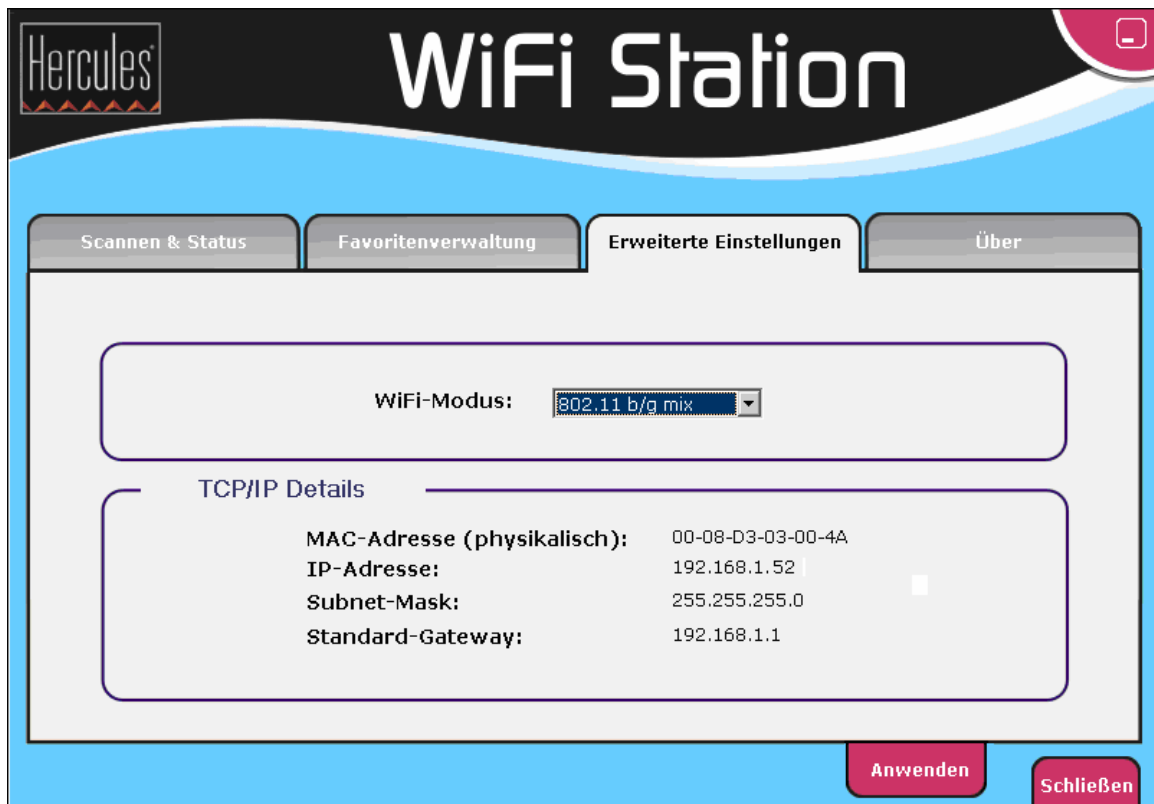 Hercules
WiFi Station
Scannen & Status
Favoritenverwaltung
Erweiterte Einstellungen
Über
WiFi-Modus: 802.11 b/g mix
TCP/IP Details
MAC-Adresse (physikalisch): 00-08-D3-03-00-4A
IP-Adresse: 192.168.1.52
Subnet-Mask: 255.255.255.0
Standard-Gateway: 192.168.1.1
Anwenden
Schließen